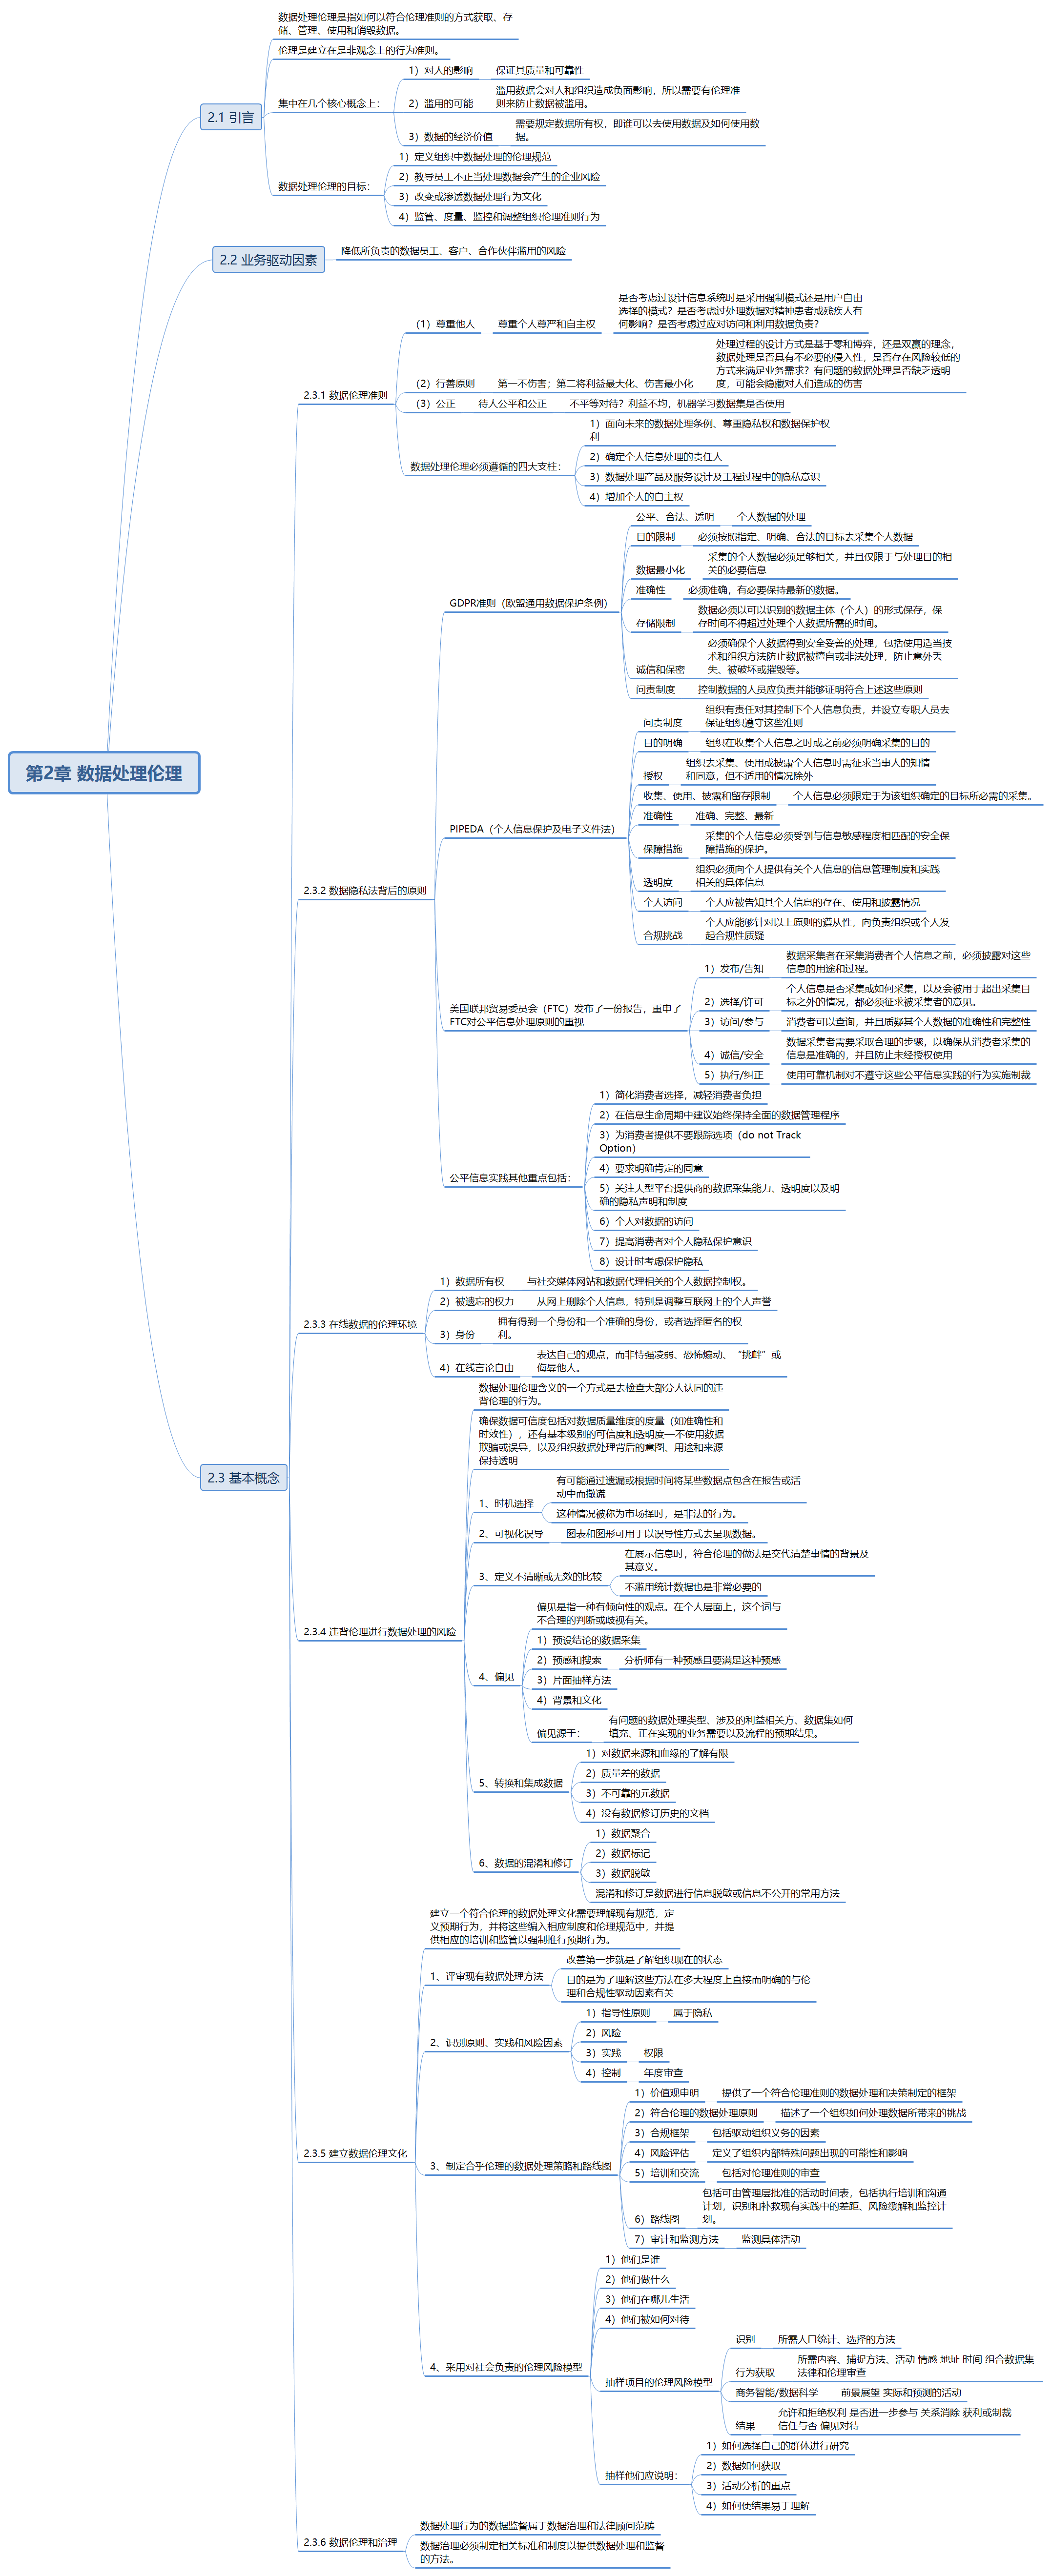 第2章 数据处理伦理
2.1 引言
数据处理伦理是指如何以符合伦理准则的方式获取、存
储、管理、使用和销毁数据。
伦理是建立在是非观念上的行为准则。
集中在几个核心概念上：
1）对人的影响
保证其质量和可靠性
2）滥用的可能
滥用数据会对人和组织造成负面影响，所以需要有伦理准
则来防止数据被滥用。
3）数据的经济价值
需要规定数据所有权，即谁可以去使用数据及如何使用数
据。
数据处理伦理的目标：
1）定义组织中数据处理的伦理规范
2）教导员工不正当处理数据会产生的企业风险
3）改变或渗透数据处理行为文化
4）监管、度量、监控和调整组织伦理准则行为
2.2 业务驱动因素
降低所负责的数据员工、客户、合作伙伴滥用的风险
2.3 基本概念
2.3.1 数据伦理准则
（1）尊重他人
尊重个人尊严和自主权
是否考虑过设计信息系统时是采用强制模式还是用户自由
选择的模式？是否考虑过处理数据对精神患者或残疾人有
何影响？是否考虑过应对访问和利用数据负责？
（2）行善原则
第一不伤害；第二将利益最大化、伤害最小化
处理过程的设计方式是基于零和博弈，还是双赢的理念，
数据处理是否具有不必要的侵入性，是否存在风险较低的
方式来满足业务需求？有问题的数据处理是否缺乏透明
度，可能会隐藏对人们造成的伤害
（3）公正
待人公平和公正
不平等对待？利益不均，机器学习数据集是否使用
数据处理伦理必须遵循的四大支柱：
1）面向未来的数据处理条例、尊重隐私权和数据保护权
利
2）确定个人信息处理的责任人
3）数据处理产品及服务设计及工程过程中的隐私意识
4）增加个人的自主权
2.3.2 数据隐私法背后的原则
GDPR准则（欧盟通用数据保护条例）
公平、合法、透明
个人数据的处理
目的限制
必须按照指定、明确、合法的目标去采集个人数据
数据最小化
采集的个人数据必须足够相关，并且仅限于与处理目的相
关的必要信息
准确性
必须准确，有必要保持最新的数据。
存储限制
数据必须以可以识别的数据主体（个人）的形式保存，保
存时间不得超过处理个人数据所需的时间。
诚信和保密
必须确保个人数据得到安全妥善的处理，包括使用适当技
术和组织方法防止数据被擅自或非法处理，防止意外丢
失、被破坏或摧毁等。
问责制度
控制数据的人员应负责并能够证明符合上述这些原则
PIPEDA（个人信息保护及电子文件法）
问责制度
组织有责任对其控制下个人信息负责，并设立专职人员去
保证组织遵守这些准则
目的明确
组织在收集个人信息之时或之前必须明确采集的目的
授权
组织去采集、使用或披露个人信息时需征求当事人的知情
和同意，但不适用的情况除外
收集、使用、披露和留存限制
个人信息必须限定于为该组织确定的目标所必需的采集。
准确性
准确、完整、最新
保障措施
采集的个人信息必须受到与信息敏感程度相匹配的安全保
障措施的保护。
透明度
组织必须向个人提供有关个人信息的信息管理制度和实践
相关的具体信息
个人访问
个人应被告知其个人信息的存在、使用和披露情况
合规挑战
个人应能够针对以上原则的遵从性，向负责组织或个人发
起合规性质疑
美国联邦贸易委员会（FTC）发布了一份报告，重申了
FTC对公平信息处理原则的重视
1）发布/告知
数据采集者在采集消费者个人信息之前，必须披露对这些
信息的用途和过程。
2）选择/许可
个人信息是否采集或如何采集，以及会被用于超出采集目
标之外的情况，都必须征求被采集者的意见。
3）访问/参与
消费者可以查询，并且质疑其个人数据的准确性和完整性
4）诚信/安全
数据采集者需要采取合理的步骤，以确保从消费者采集的
信息是准确的，并且防止未经授权使用
5）执行/纠正
使用可靠机制对不遵守这些公平信息实践的行为实施制裁
公平信息实践其他重点包括：
1）简化消费者选择，减轻消费者负担
2）在信息生命周期中建议始终保持全面的数据管理程序
3）为消费者提供不要跟踪选项（do not Track
Option）
4）要求明确肯定的同意
5）关注大型平台提供商的数据采集能力、透明度以及明
确的隐私声明和制度
6）个人对数据的访问
7）提高消费者对个人隐私保护意识
8）设计时考虑保护隐私
2.3.3 在线数据的伦理环境
1）数据所有权
与社交媒体网站和数据代理相关的个人数据控制权。
2）被遗忘的权力
从网上删除个人信息，特别是调整互联网上的个人声誉
3）身份
拥有得到一个身份和一个准确的身份，或者选择匿名的权
利。
4）在线言论自由
表达自己的观点，而非恃强凌弱、恐怖煽动、“挑衅”或
侮辱他人。
2.3.4 违背伦理进行数据处理的风险
数据处理伦理含义的一个方式是去检查大部分人认同的违
背伦理的行为。
确保数据可信度包括对数据质量维度的度量（如准确性和
时效性），还有基本级别的可信度和透明度—不使用数据
欺骗或误导，以及组织数据处理背后的意图、用途和来源
保持透明
1、时机选择
有可能通过遗漏或根据时间将某些数据点包含在报告或活
动中而撒谎
这种情况被称为市场择时，是非法的行为。
2、可视化误导
图表和图形可用于以误导性方式去呈现数据。
3、定义不清晰或无效的比较
在展示信息时，符合伦理的做法是交代清楚事情的背景及
其意义。
不滥用统计数据也是非常必要的
4、偏见
偏见是指一种有倾向性的观点。在个人层面上，这个词与
不合理的判断或歧视有关。
1）预设结论的数据采集
2）预感和搜索
分析师有一种预感目要满足这种预感
3）片面抽样方法
4）背景和文化
偏见源于：
有问题的数据处理类型、涉及的利益相关方、数据集如何
填充、正在实现的业务需要以及流程的预期结果。
5、转换和集成数据
1）对数据来源和血缘的了解有限
2）质量差的数据
3）不可靠的元数据
4）没有数据修订历史的文档
6、数据的混淆和修订
1）数据聚合
2）数据标记
3）数据脱敏
混淆和修订是数据进行信息脱敏或信息不公开的常用方法
2.3.5 建立数据伦理文化
建立一个符合伦理的数据处理文化需要理解现有规范，定
义预期行为，并将这些编入相应制度和伦理规范中，并提
供相应的培训和监管以强制推行预期行为。
1、评审现有数据处理方法
改善第一步就是了解组织现在的状态
目的是为了理解这些方法在多大程度上直接而明确的与伦
理和合规性驱动因素有关
2、识别原则、实践和风险因素
1）指导性原则
属于隐私
2）风险
3）实践
权限
4）控制
年度审查
3、制定合乎伦理的数据处理策略和路线图
1）价值观申明
提供了一个符合伦理准则的数据处理和决策制定的框架
2）符合伦理的数据处理原则
描述了一个组织如何处理数据所带来的挑战
3）合规框架
包括驱动组织义务的因素
4）风险评估
定义了组织内部特殊问题出现的可能性和影响
5）培训和交流
包括对伦理准则的审查
6）路线图
包括可由管理层批准的活动时间表，包括执行培训和沟通
计划，识别和补救现有实践中的差距、风险缓解和监控计
划。
7）审计和监测方法
监测具体活动
4、采用对社会负责的伦理风险模型
1）他们是谁
2）他们做什么
3）他们在哪儿生活
4）他们被如何对待
抽样项目的伦理风险模型
识别
所需人口统计、选择的方法
行为获取
所需内容、捕捉方法、活动 情感 地址 时间 组合数据集
法律和伦理审查
商务智能/数据科学
前景展望 实际和预测的活动
结果
允许和拒绝权利 是否进一步参与 关系消除 获利或制裁
信任与否 偏见对待
抽样他们应说明：
1）如何选择自己的群体进行研究
2）数据如何获取
3）活动分析的重点
4）如何使结果易于理解
2.3.6 数据伦理和治理
数据处理行为的数据监督属于数据治理和法律顾问范畴
数据治理必须制定相关标准和制度以提供数据处理和监督
的方法。